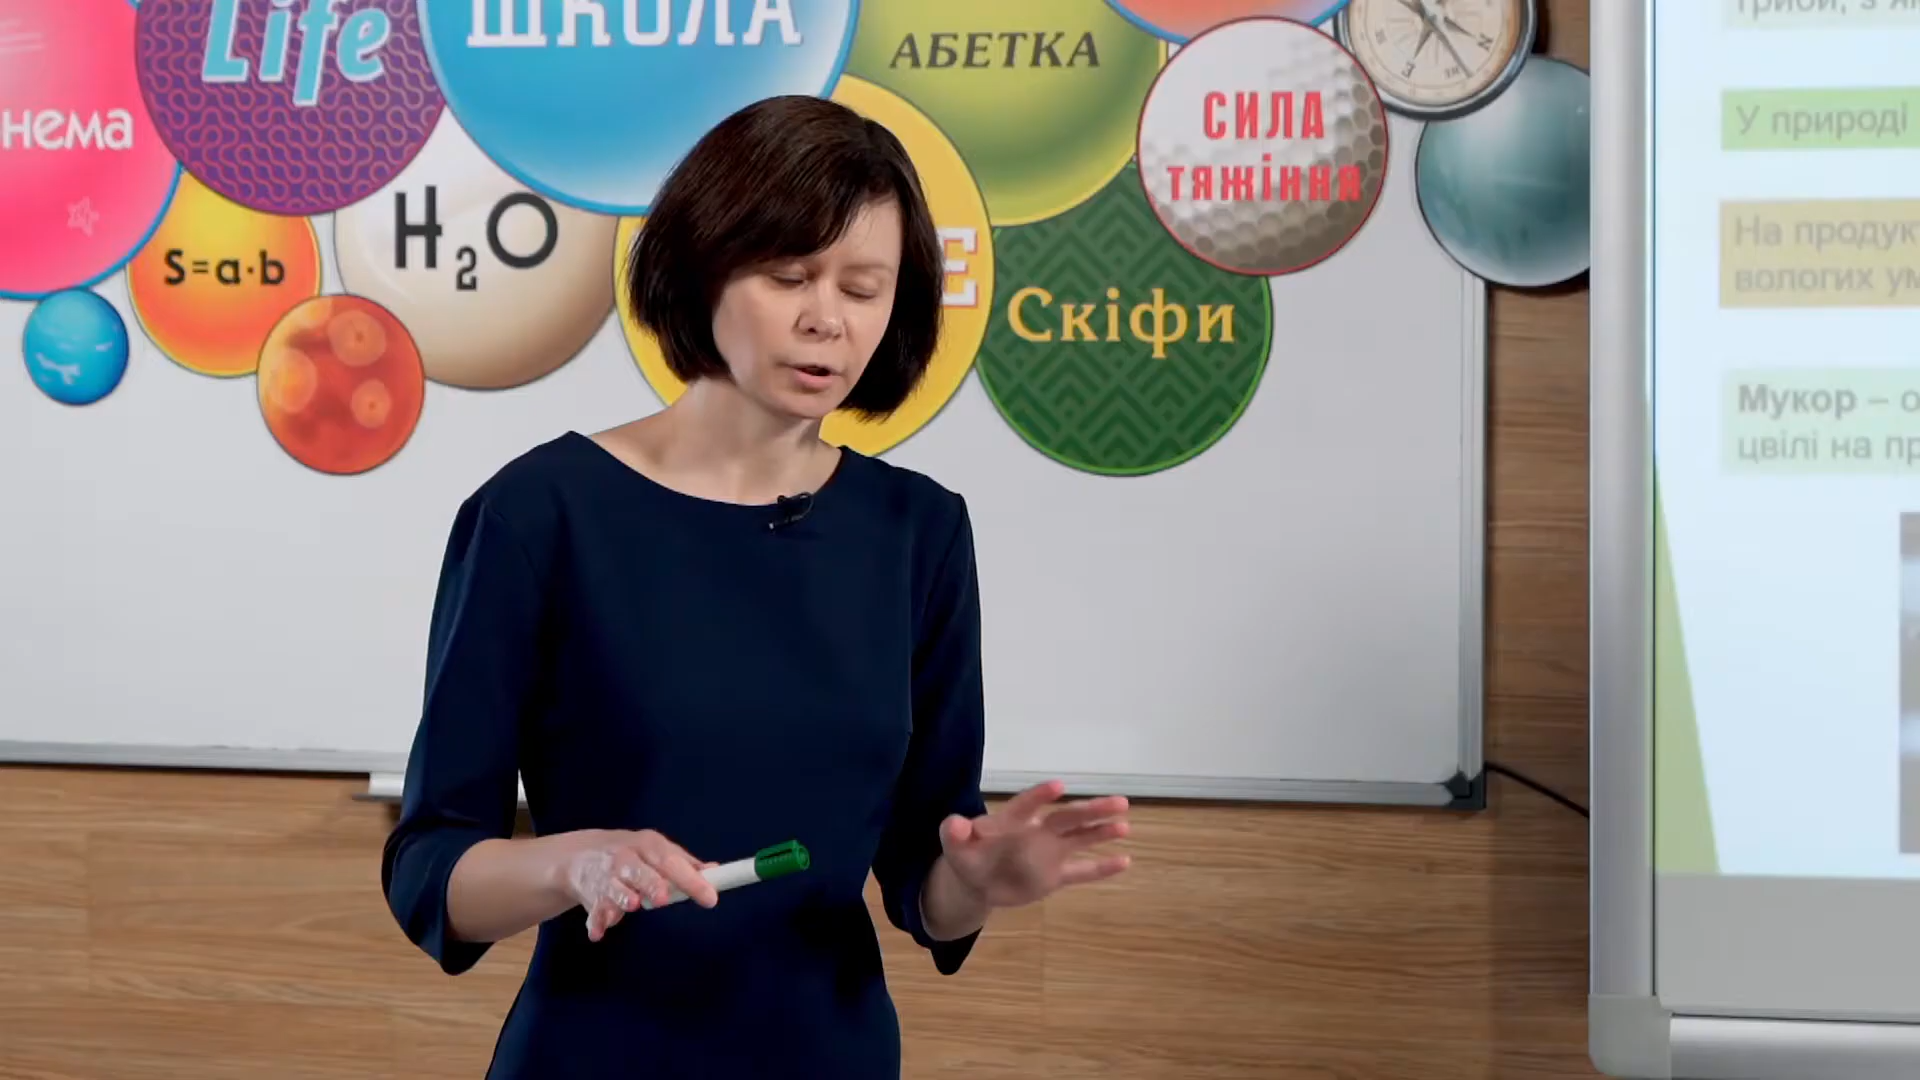 Life
ШКОЛА
АБЕТКА
СИЛА
ТЯЖІННЯ
нема
H2O
S=a·b
Скіфи
У природі
На продук
вологих ум
Мукор – о
цвілі на пр